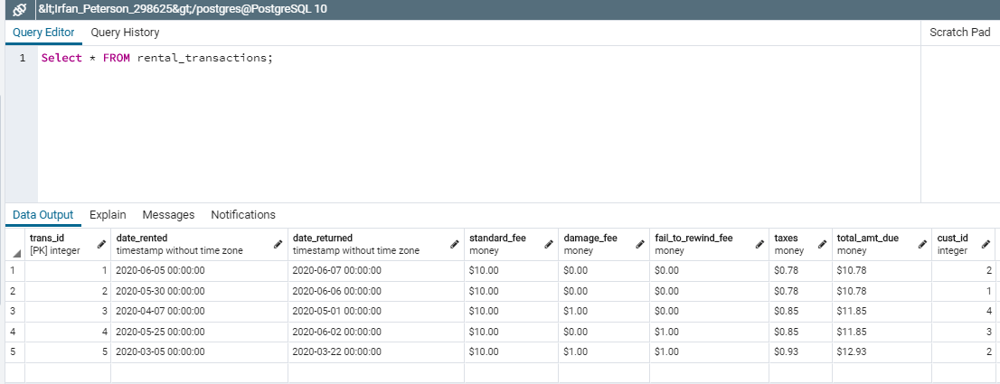 &lt;Irfan_Peterson_298625&gt;/postgres@PostgreSQL 10
Query Editor Query History Scratch Pad
1 Select * FROM rental_transactions;
Data Output Explain Messages Notifications
trans_id date_rented date_returned standard_fee damage_fee fail_to_rewind_fee taxes total_amt_due cust_id
[PK] integer timestamp without time zone timestamp without time zone money money money money money integer
1 1 2020-06-05 00:00:00 2020-06-07 00:00:00 $10.00 $0.00 $0.00 $0.78 $10.78 2
2 2 2020-05-30 00:00:00 2020-06-06 00:00:00 $10.00 $0.00 $0.00 $0.78 $10.78 1
3 3 2020-04-07 00:00:00 2020-05-01 00:00:00 $10.00 $1.00 $0.00 $0.85 $11.85 4
4 4 2020-05-25 00:00:00 2020-06-02 00:00:00 $10.00 $0.00 $1.00 $0.85 $11.85 3
5 5 2020-03-05 00:00:00 2020-03-22 00:00:00 $10.00 $1.00 $1.00 $0.93 $12.93 2